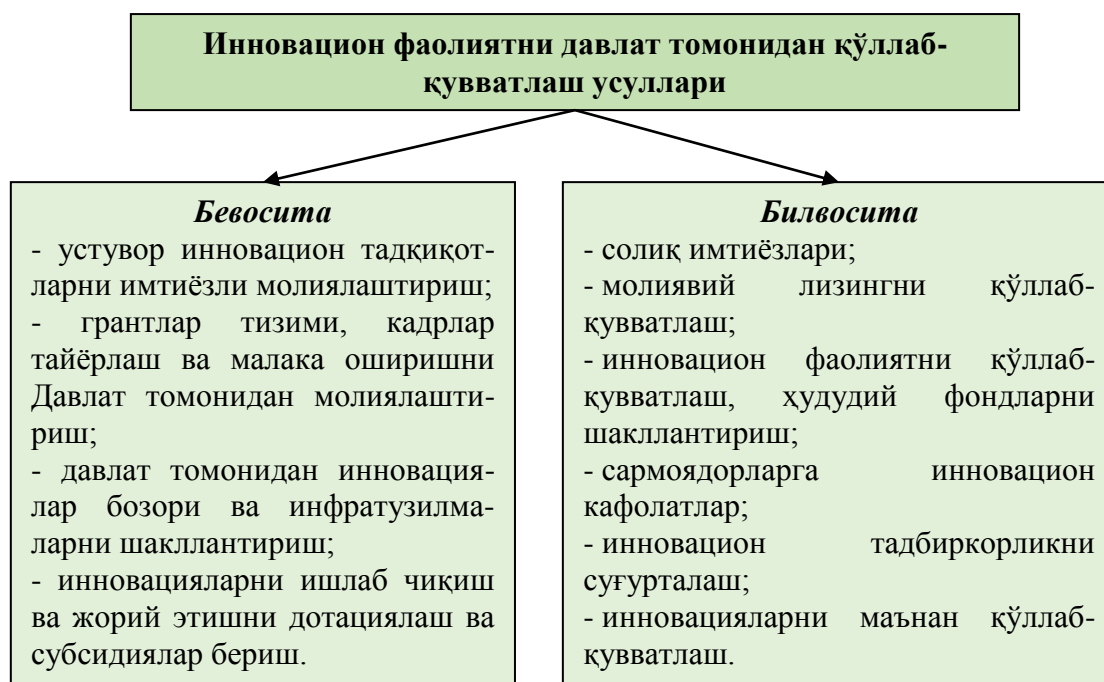 Инновацион фаолиятни давлат томонидан қўллаб-
қувватлаш усуллари
Бевосита
- устувор инновацион тадқиқот-
ларни имтиёзли молиялаштириш;
- грантлар тизими, кадрлар
тайёрлаш ва малака оширишни
Давлат томонидан молиялашти-
риш;
- давлат томонидан инновация-
лар бозори ва инфратузилма-
ларни шакллантириш;
- инновацияларни ишлаб чиқиш
ва жорий этишни дотациялаш ва
субсидиялар бериш.
Билвосита
- солиқ имтиёзлари;
- молиявий лизингни қўллаб-
қувватлаш;
- инновацион фаолиятни қўллаб-
қувватлаш, ҳудудий фондларни
шакллантириш;
- сармоядорларга инновацион
кафолатлар;
- инновацион тадбиркорликни
суғурталаш;
- инновацияларни маънан қўллаб-
қувватлаш.